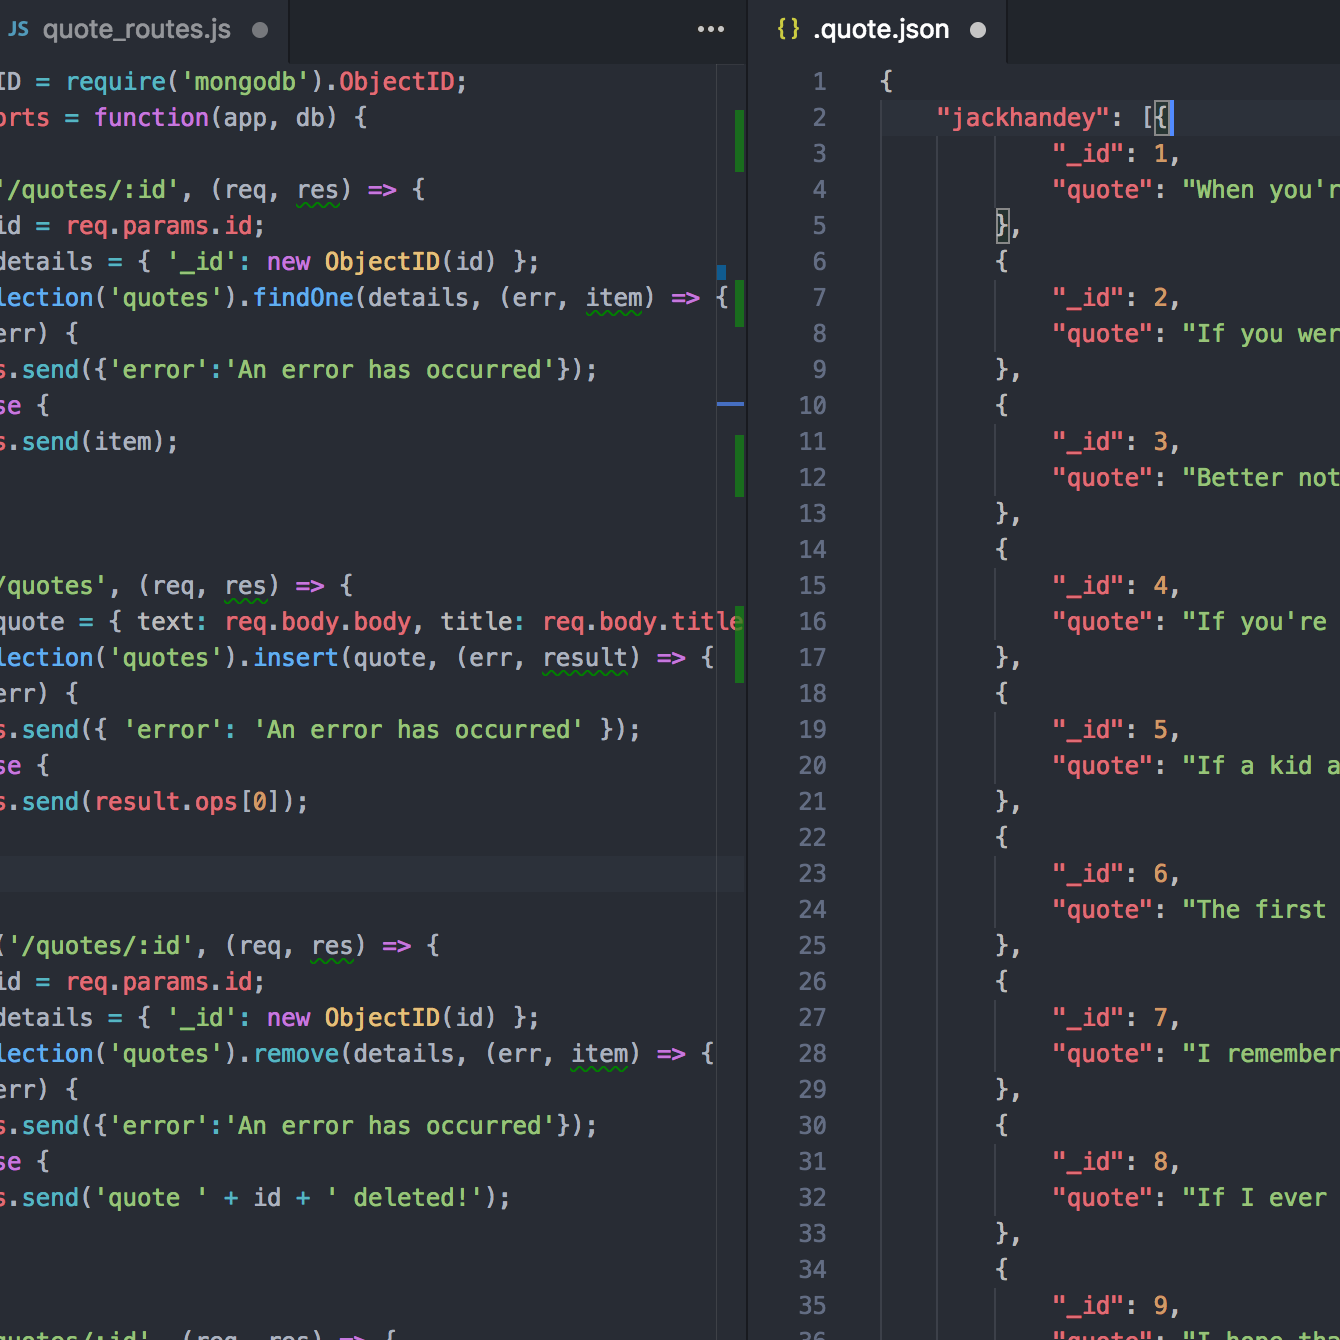 JS quote_routes.js
ID = require('mongodb').ObjectID;
orts = function(app, db) {
'/quotes/:id', (req, res) => {
id = req.params.id;
details = { '_id': new ObjectID(id) };
lection('quotes').findOne(details, (err, item) => {
err) {
s.send({'error':'An error has occurred'});
se {
s.send(item);
/quotes', (req, res) => {
quote = { text: req.body.body, title: req.body.title
lection('quotes').insert(quote, (err, result) => {
err) {
s.send({ 'error': 'An error has occurred' });
se {
s.send(result.ops[0]);
('/quotes/:id', (req, res) => {
id = req.params.id;
details = { '_id': new ObjectID(id) };
lection('quotes').remove(details, (err, item) => {
err) {
s.send({'error':'An error has occurred'});
se {
s.send('quote ' + id + ' deleted!');
quotes/:id', (req, res) => {
{} .quote.json
1 {
2 "jackhandey": [{
3 "_id": 1,
4 "quote": "When you'r
5 },
6 {
7 "_id": 2,
8 "quote": "If you wer
9 },
10 {
11 "_id": 3,
12 "quote": "Better not
13 },
14 {
15 "_id": 4,
16 "quote": "If you're
17 },
18 {
19 "_id": 5,
20 "quote": "If a kid a
21 },
22 {
23 "_id": 6,
24 "quote": "The first
25 },
26 {
27 "_id": 7,
28 "quote": "I remember
29 },
30 {
31 "_id": 8,
32 "quote": "If I ever
33 },
34 {
35 "_id": 9,
36 "quote": "I hope tha